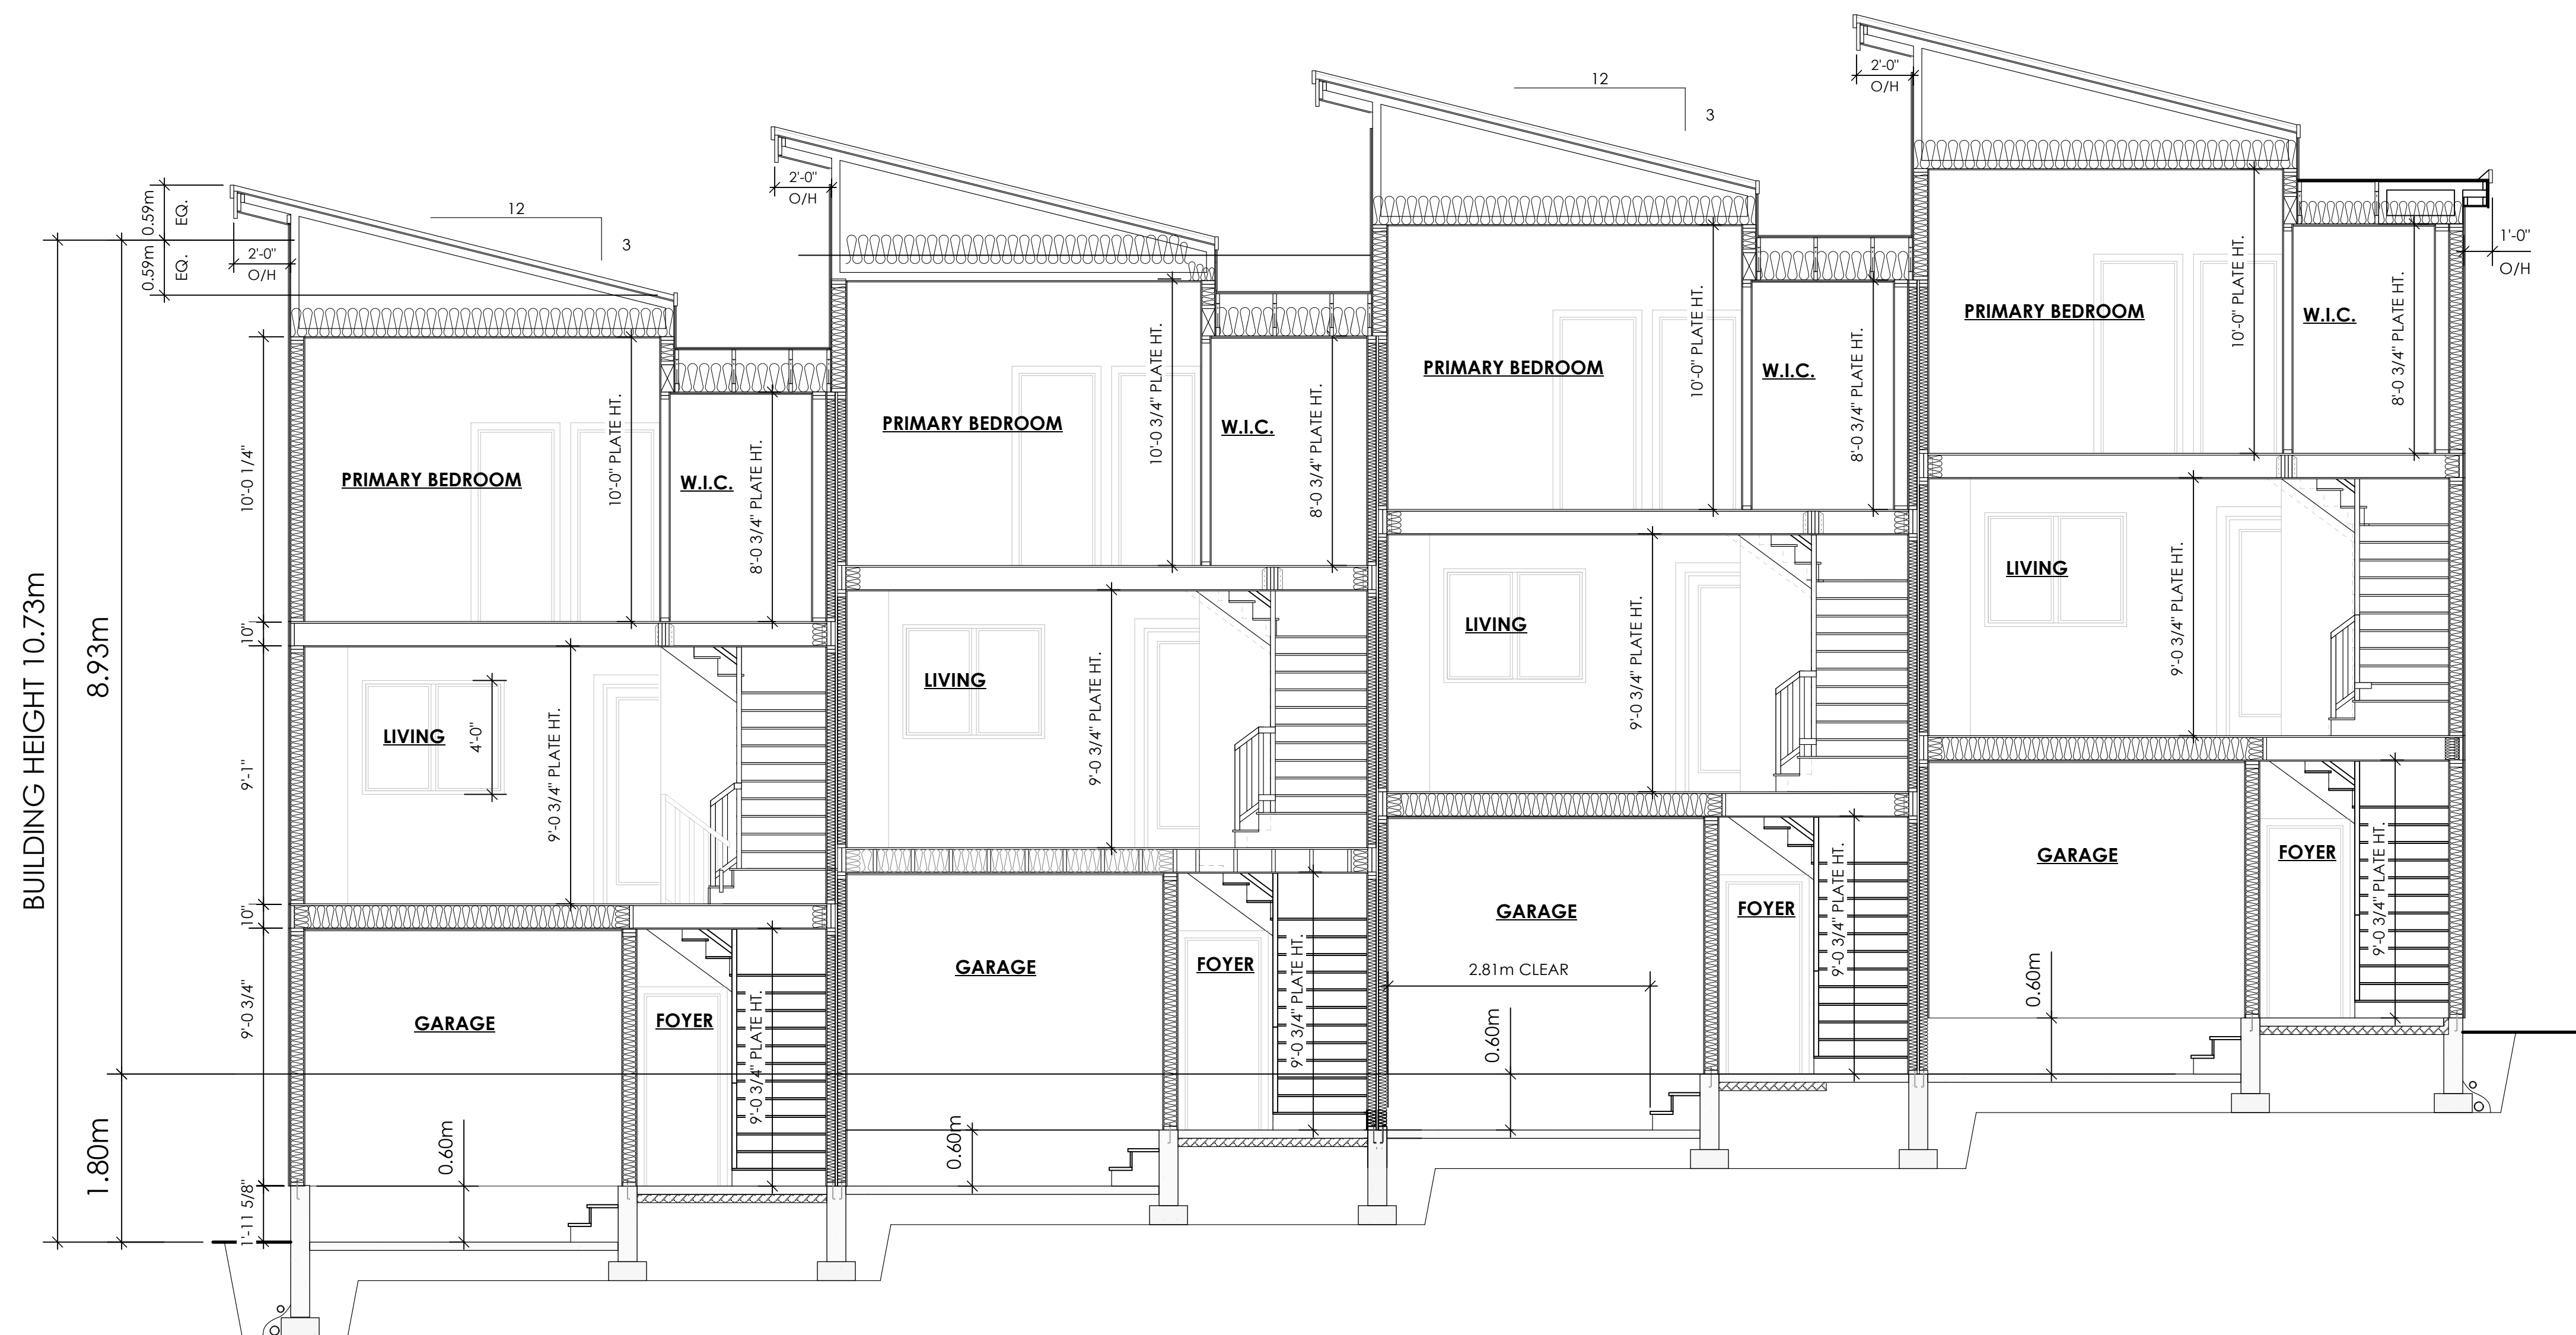 2'-0"
O/H
12
3
2'-0"
O/H
0.59m
EQ.
12
3
0.59m
EQ.
2'-0"
O/H
1'-0"
O/H
BUILDING HEIGHT 10.73m
8.93m
1.80m
10'-0 1/4"
10"
9'-1"
10"
9'-0 3/4"
1'-11 5/8"
PRIMARY BEDROOM
10'-0" PLATE HT.
W.I.C.
8'-0 3/4" PLATE HT.
LIVING
4'-0"
9'-0 3/4" PLATE HT.
GARAGE
FOYER
9'-0 3/4" PLATE HT.
0.60m
2'-0"
O/H
PRIMARY BEDROOM
10'-0 3/4" PLATE HT.
W.I.C.
8'-0 3/4" PLATE HT.
LIVING
9'-0 3/4" PLATE HT.
GARAGE
FOYER
9'-0 3/4" PLATE HT.
0.60m
PRIMARY BEDROOM
10'-0" PLATE HT.
W.I.C.
8'-0 3/4" PLATE HT.
LIVING
9'-0 3/4" PLATE HT.
GARAGE
2.81m CLEAR
FOYER
9'-0 3/4" PLATE HT.
0.60m
PRIMARY BEDROOM
10'-0" PLATE HT.
W.I.C.
8'-0 3/4" PLATE HT.
LIVING
9'-0 3/4" PLATE HT.
GARAGE
FOYER
9'-0 3/4" PLATE HT.
0.60m